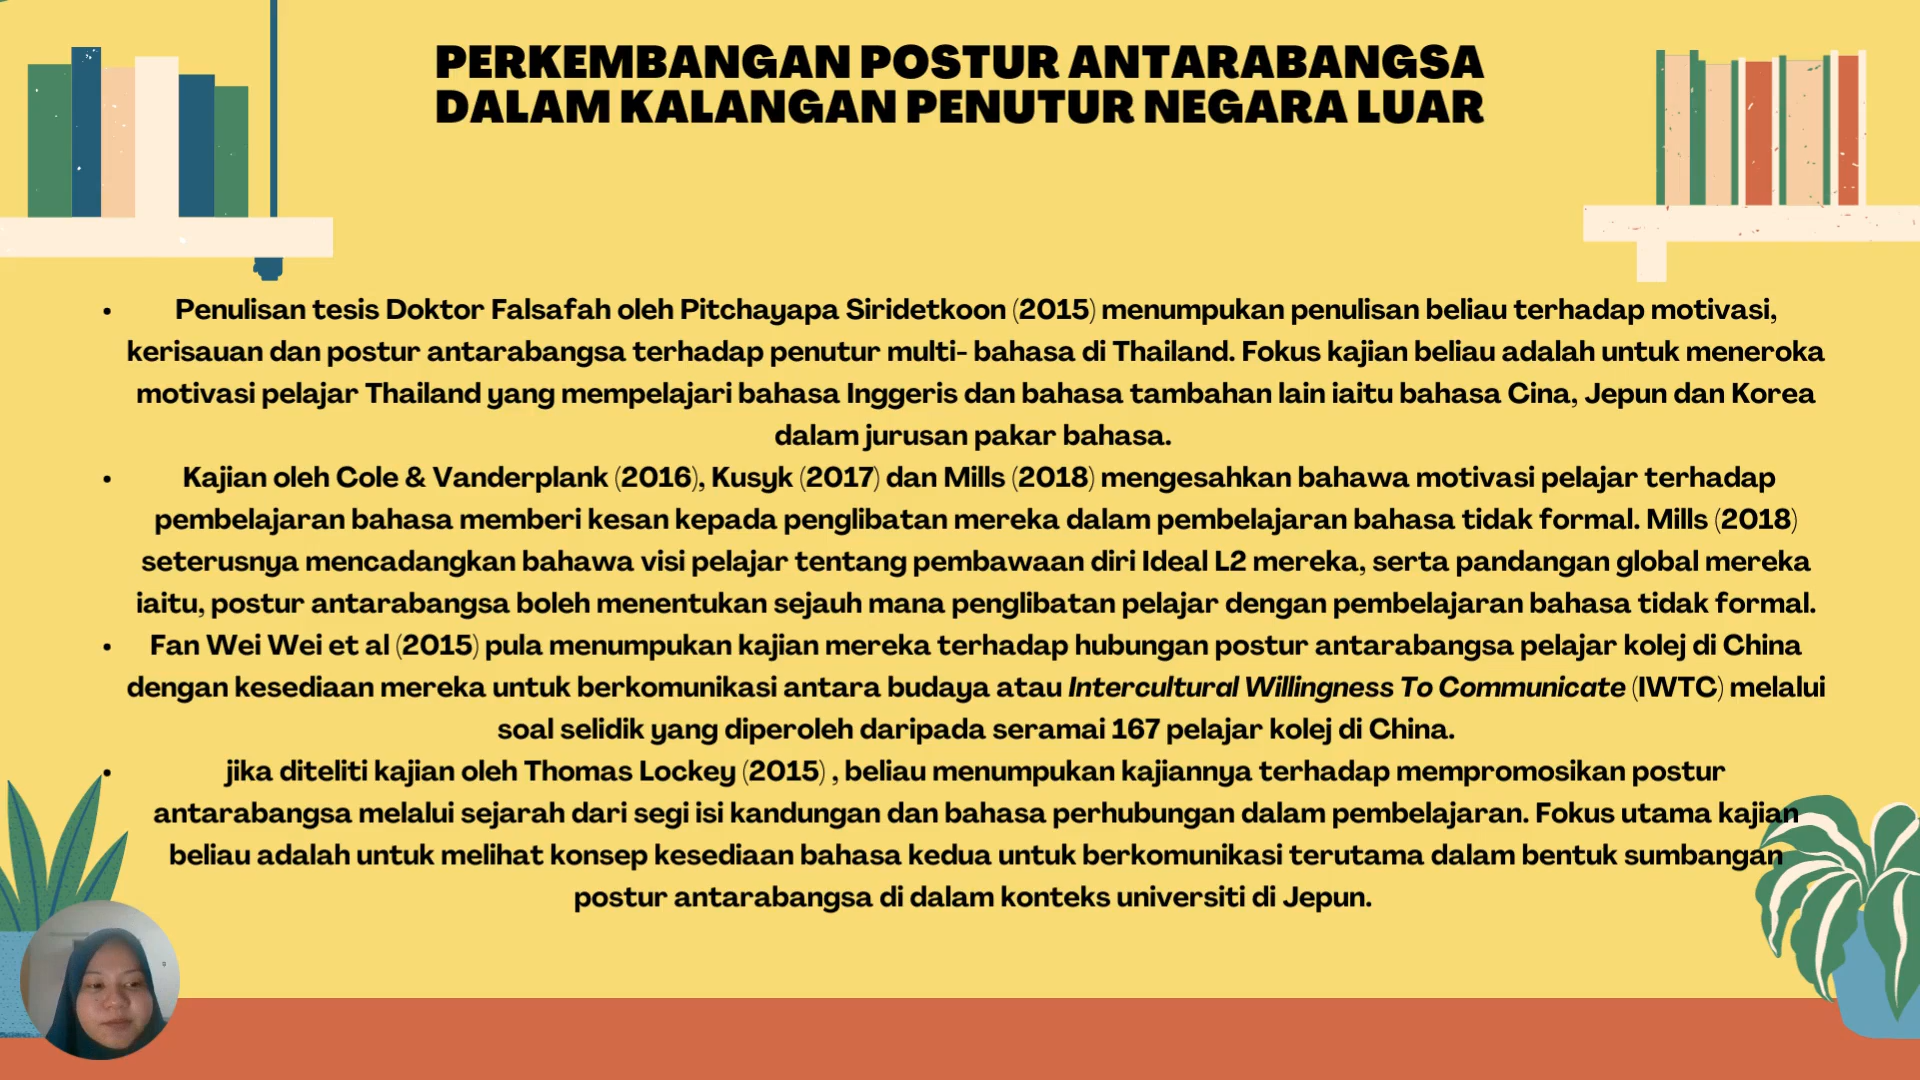 PERKEMBANGAN POSTUR ANTARABANGSA
DALAM KALANGAN PENUTUR NEGARA LUAR
• Penulisan tesis Doktor Falsafah oleh Pitchayapa Siridetkoon (2015) menumpukan penulisan beliau terhadap motivasi,
kerisauan dan postur antarabangsa terhadap penutur multi- bahasa di Thailand. Fokus kajian beliau adalah untuk meneroka
motivasi pelajar Thailand yang mempelajari bahasa Inggeris dan bahasa tambahan lain iaitu bahasa Cina, Jepun dan Korea
dalam jurusan pakar bahasa.
• Kajian oleh Cole & Vanderplank (2016), Kusyk (2017) dan Mills (2018) mengesahkan bahawa motivasi pelajar terhadap
pembelajaran bahasa memberi kesan kepada penglibatan mereka dalam pembelajaran bahasa tidak formal. Mills (2018)
seterusnya mencadangkan bahawa visi pelajar tentang pembawaan diri Ideal L2 mereka, serta pandangan global mereka
iaitu, postur antarabangsa boleh menentukan sejauh mana penglibatan pelajar dengan pembelajaran bahasa tidak formal.
• Fan Wei Wei et al (2015) pula menumpukan kajian mereka terhadap hubungan postur antarabangsa pelajar kolej di China
dengan kesediaan mereka untuk berkomunikasi antara budaya atau Intercultural Willingness To Communicate (IWTC) melalui
soal selidik yang diperoleh daripada seramai 167 pelajar kolej di China.
• jika diteliti kajian oleh Thomas Lockey (2015) , beliau menumpukan kajiannya terhadap mempromosikan postur
antarabangsa melalui sejarah dari segi isi kandungan dan bahasa perhubungan dalam pembelajaran. Fokus utama kajian
beliau adalah untuk melihat konsep kesediaan bahasa kedua untuk berkomunikasi terutama dalam bentuk sumbangan
postur antarabangsa di dalam konteks universiti di Jepun.